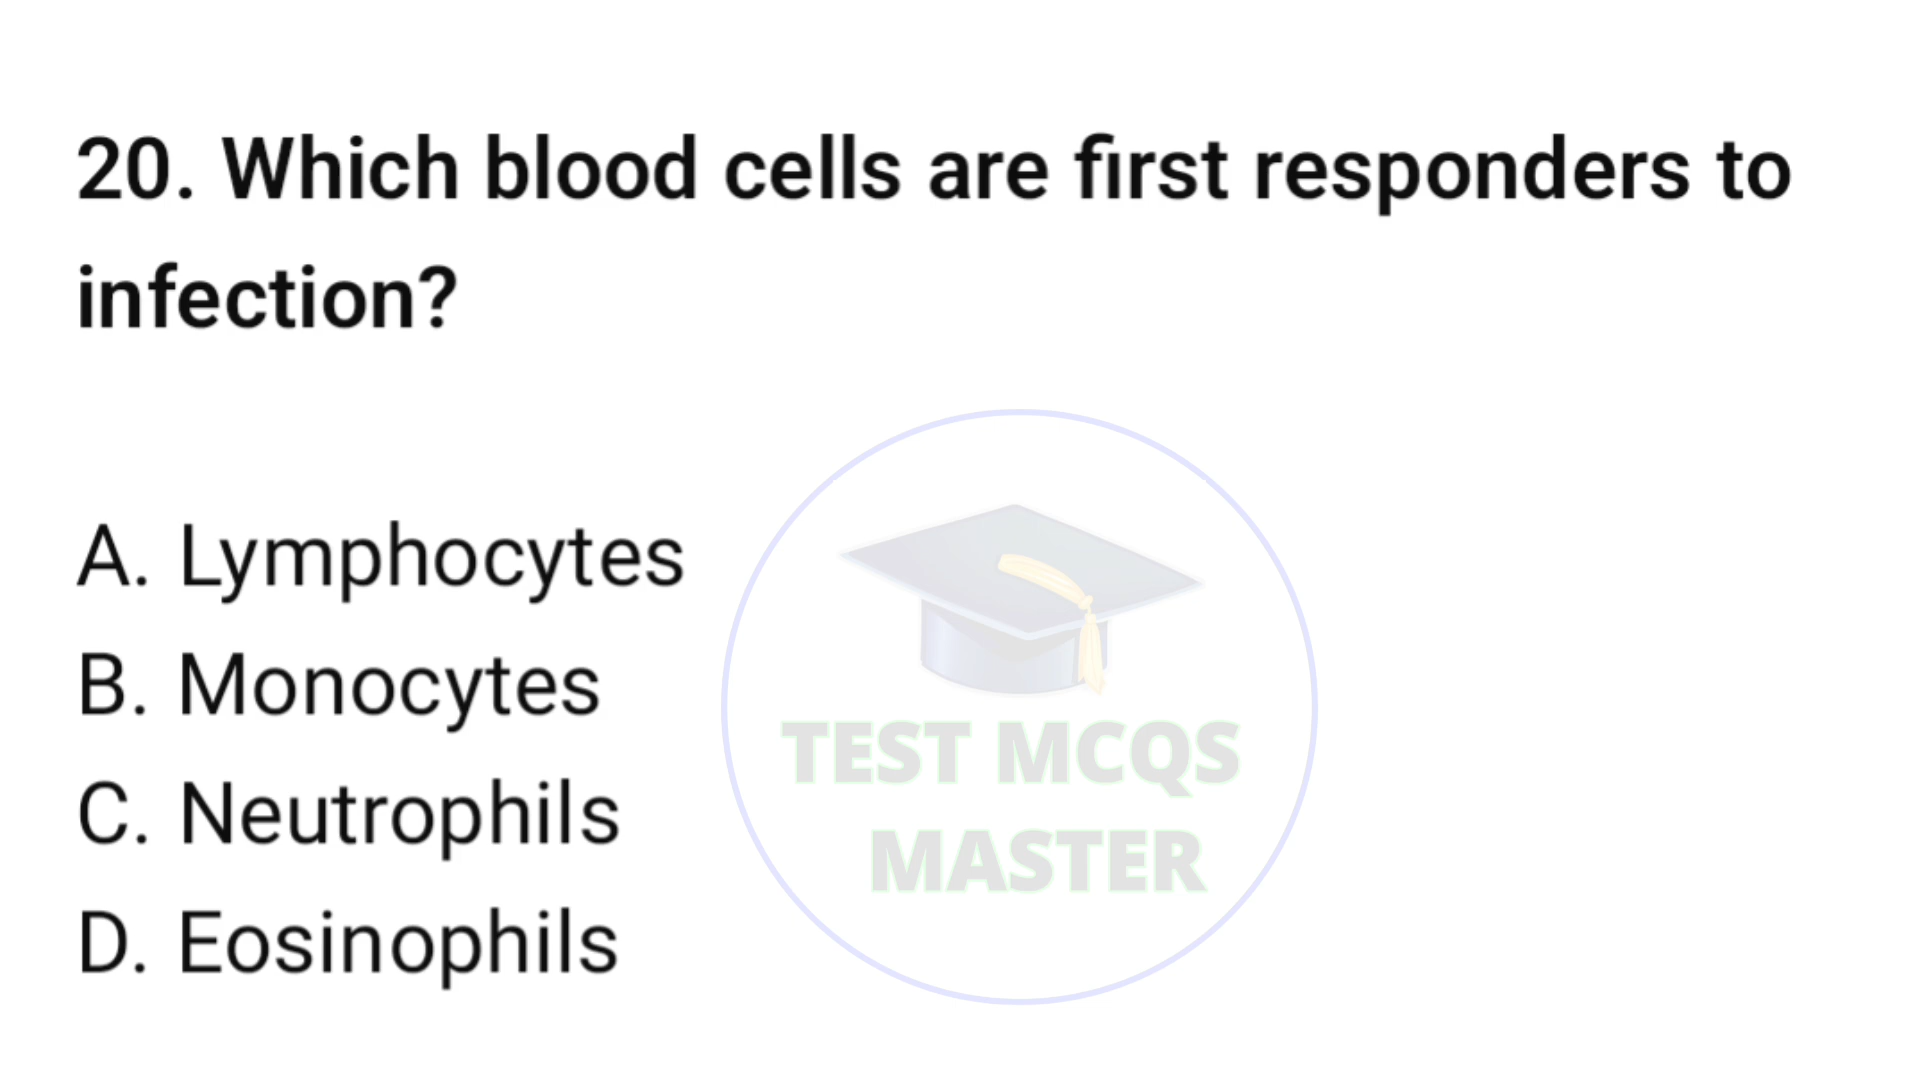 20. Which blood cells are first responders to
infection?
A. Lymphocytes
B. Monocytes
C. Neutrophils
D. Eosinophils
TEST MCQS
MASTER